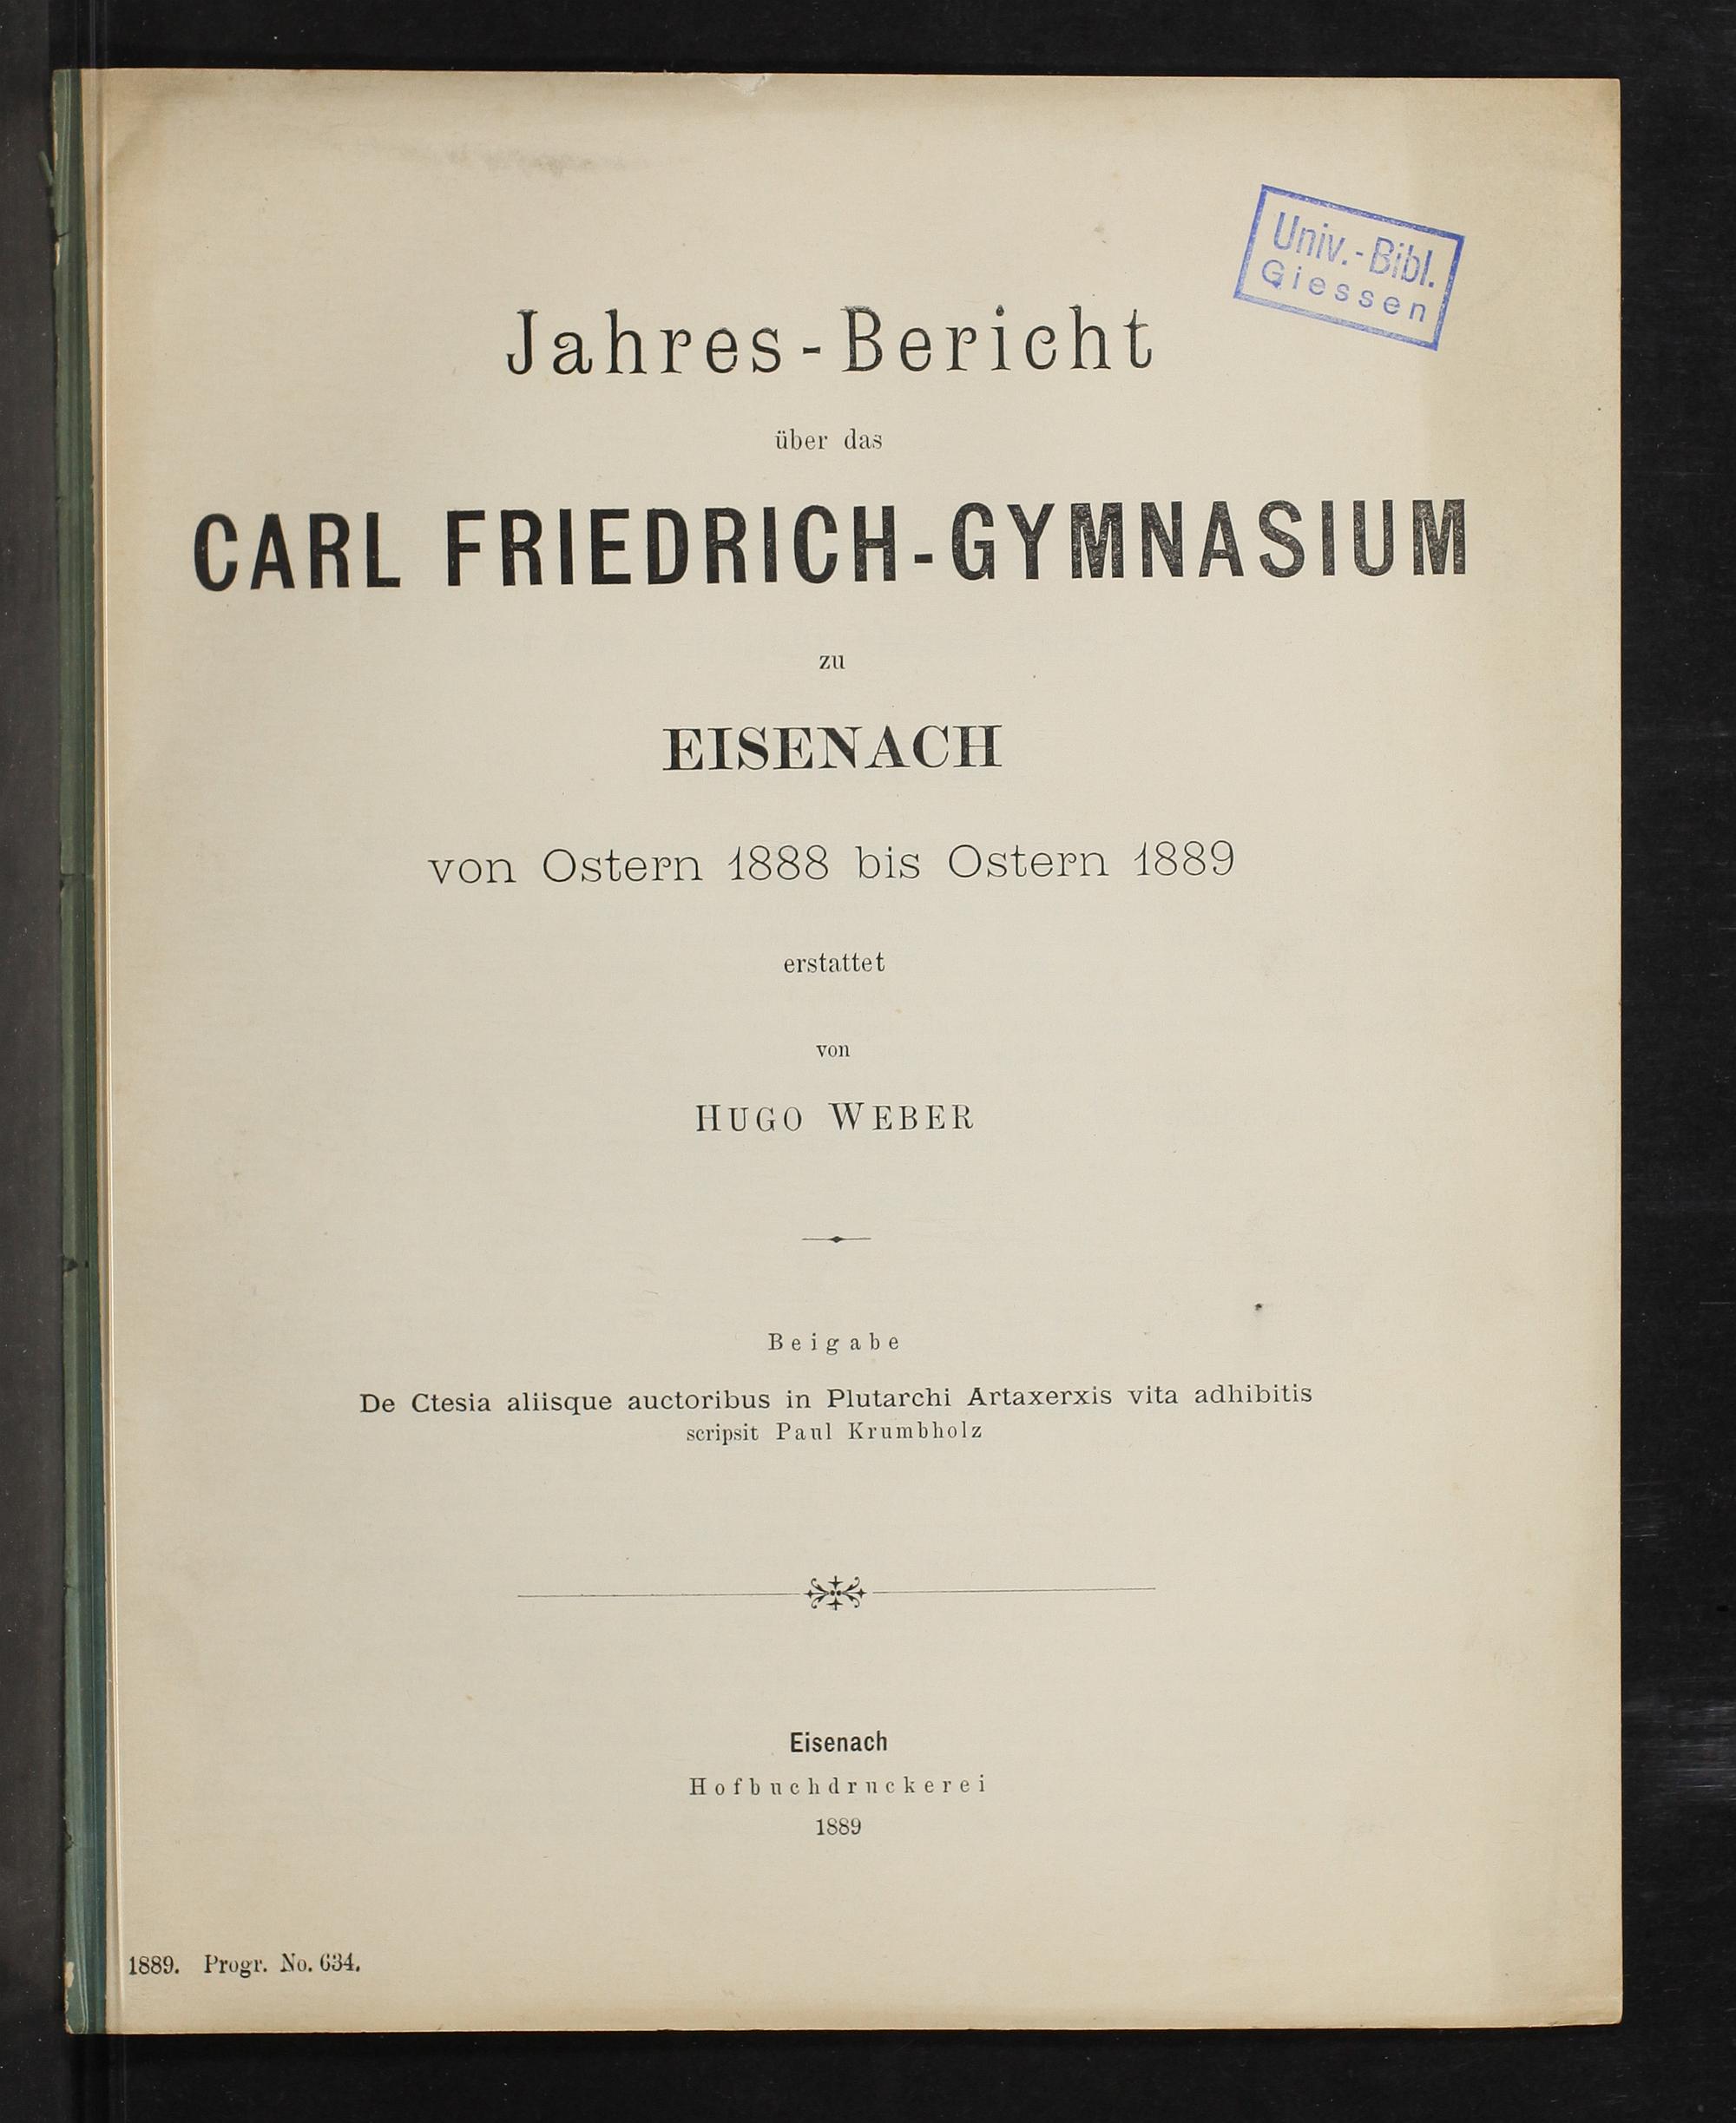 Univ.-Bibl.
Giessen
Jahres-Bericht
über das
CARL FRIEDRICH-GYMNASIUM
zu
EISENACH
von Ostern 1888 bis Ostern 1889
erstattet
von
HUGO WEBER
Beigabe
De Ctesia aliisque auctoribus in Plutarchi Artaxerxis vita adhibitis
scripsit Paul Krumbholz
Eisenach
Hofbuchdruckerei
1889
1889. Progr. No. 634.